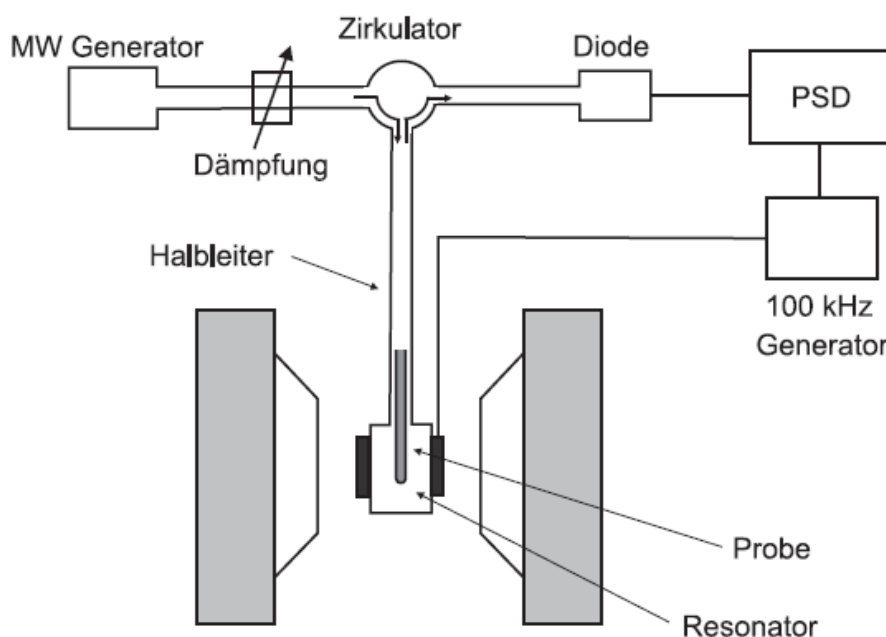 Zirkulator
MW Generator
Diode
PSD
Dämpfung
Halbleiter
100 kHz
Generator
Probe
Resonator